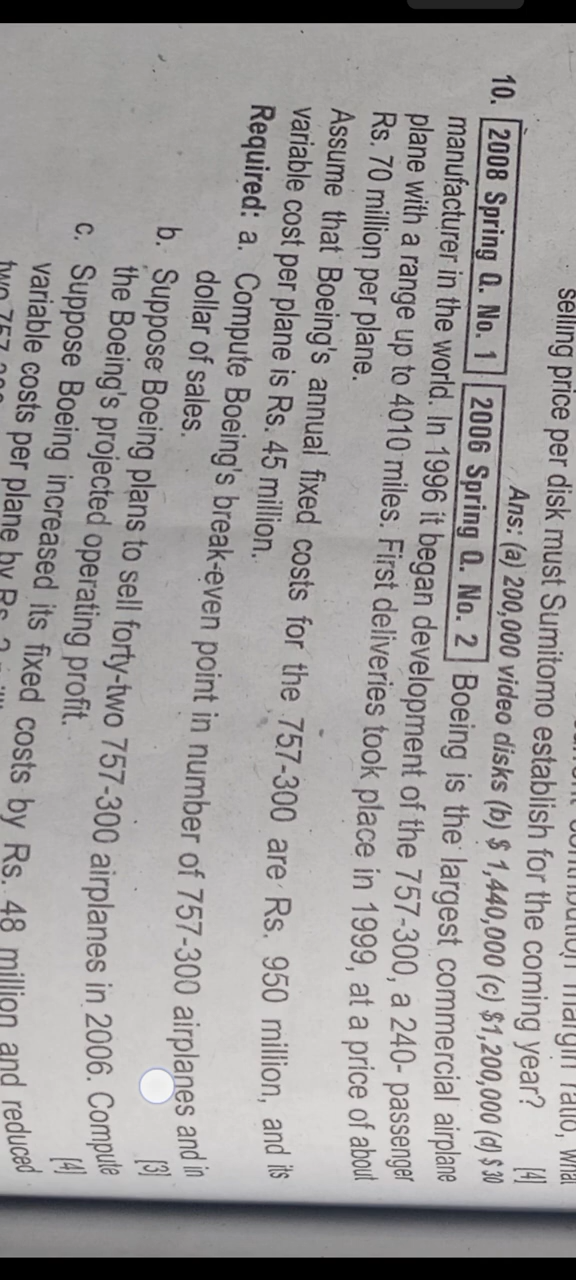 selling price per disk must Sumitomo establish for the coming year? [4]
Ans: (a) 200,000 video disks (b) $ 1,440,000 (c) $1,200,000 (d) $ 30
10. 2008 Spring Q. No. 1 2006 Spring Q. No. 2 Boeing is the largest commercial airplane
manufacturer in the world. In 1996 it began development of the 757-300, a 240- passenger
plane with a range up to 4010 miles. First deliveries took place in 1999, at a price of about
Rs. 70 million per plane.
Assume that Boeing's annual fixed costs for the 757-300 are Rs. 950 million, and its
variable cost per plane is Rs. 45 million.
Required: a. Compute Boeing's break-even point in number of 757-300 airplanes and in
dollar of sales. [3]
b. Suppose Boeing plans to sell forty-two 757-300 airplanes in 2006. Compute
the Boeing's projected operating profit. [4]
c. Suppose Boeing increased its fixed costs by Rs. 48 million and reduced
variable costs per plane by Rs.